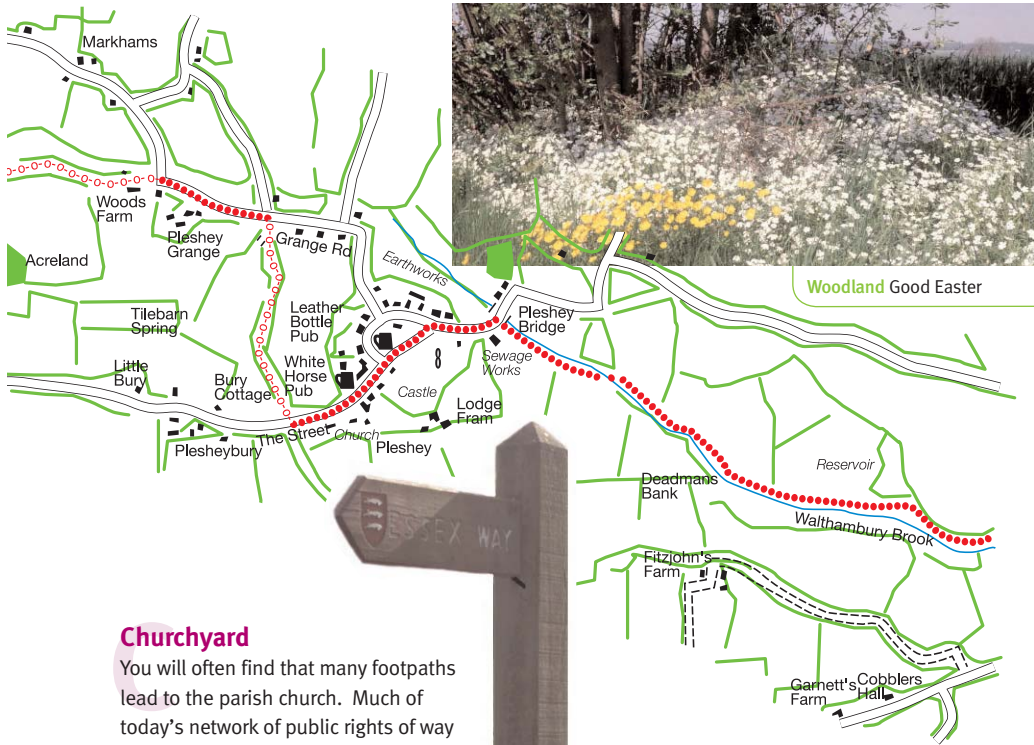 Markhams
Woods
Farm
Pleshey
Grange
Grange Rd
Earthworks
Acreland
Woodland Good Easter
Tilebarn
Spring
Leather
Bottle
Pub
Pleshey
Bridge
Little
Bury
Bury
Cottage
White
Horse
Pub
Castle
Sewage
Works
Lodge
Fram
The Street
Church
Plesheybury
Pleshey
Reservoir
Deadmans
Bank
Walthambury Brook
ESSEX WAY
Fitzjohn's
Farm
Garnett's
Farm
Cobblers
Hall
Churchyard
You will often find that many footpaths
lead to the parish church. Much of
today's network of public rights of way